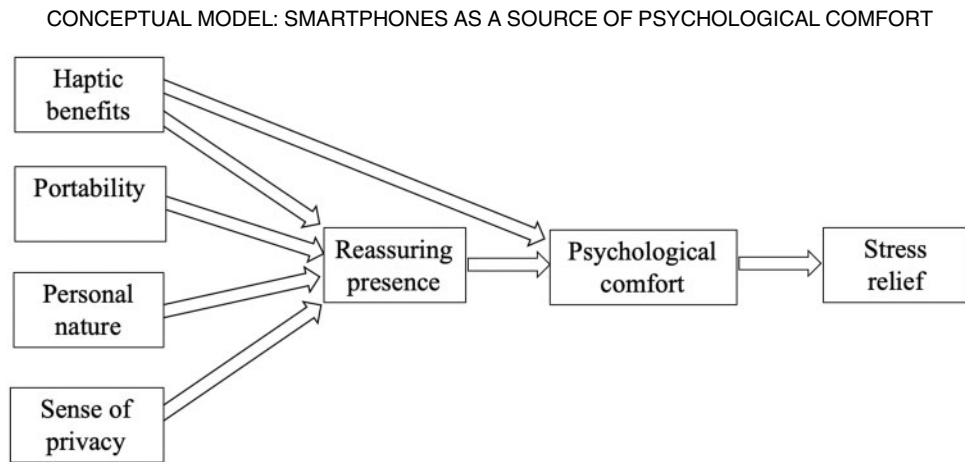 CONCEPTUAL MODEL: SMARTPHONES AS A SOURCE OF PSYCHOLOGICAL COMFORT
Haptic
benefits
Portability
Personal
nature
Sense of
privacy
Reassuring
presence
Psychological
comfort
Stress
relief